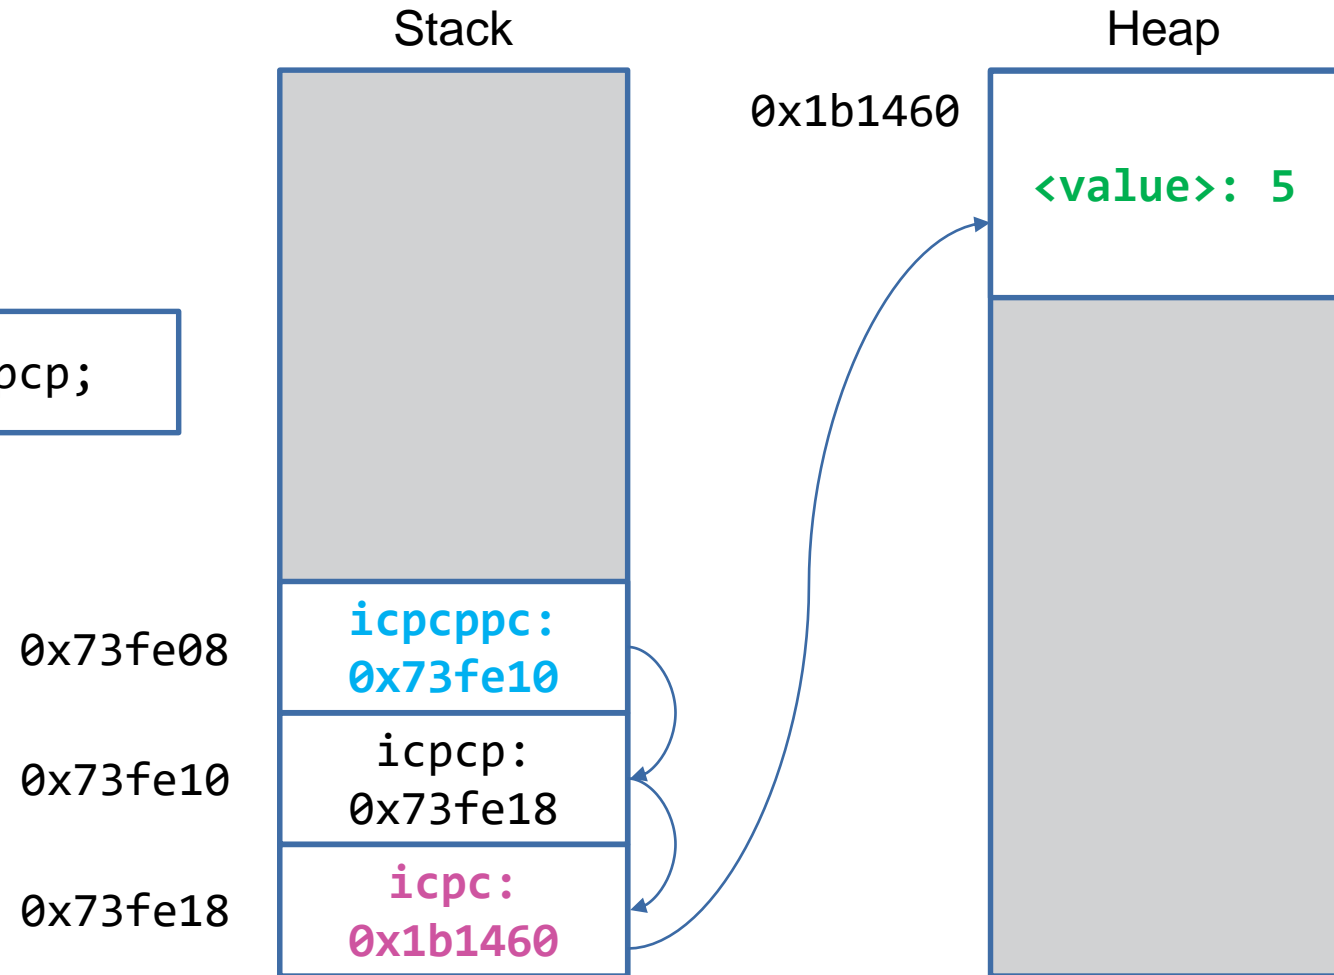 Stack
Heap
0x1b1460
<value>: 5
pcp;
0x73fe08
icpcppc:
0x73fe10
0x73fe10
icpcp:
0x73fe18
0x73fe18
icpc:
0x1b1460